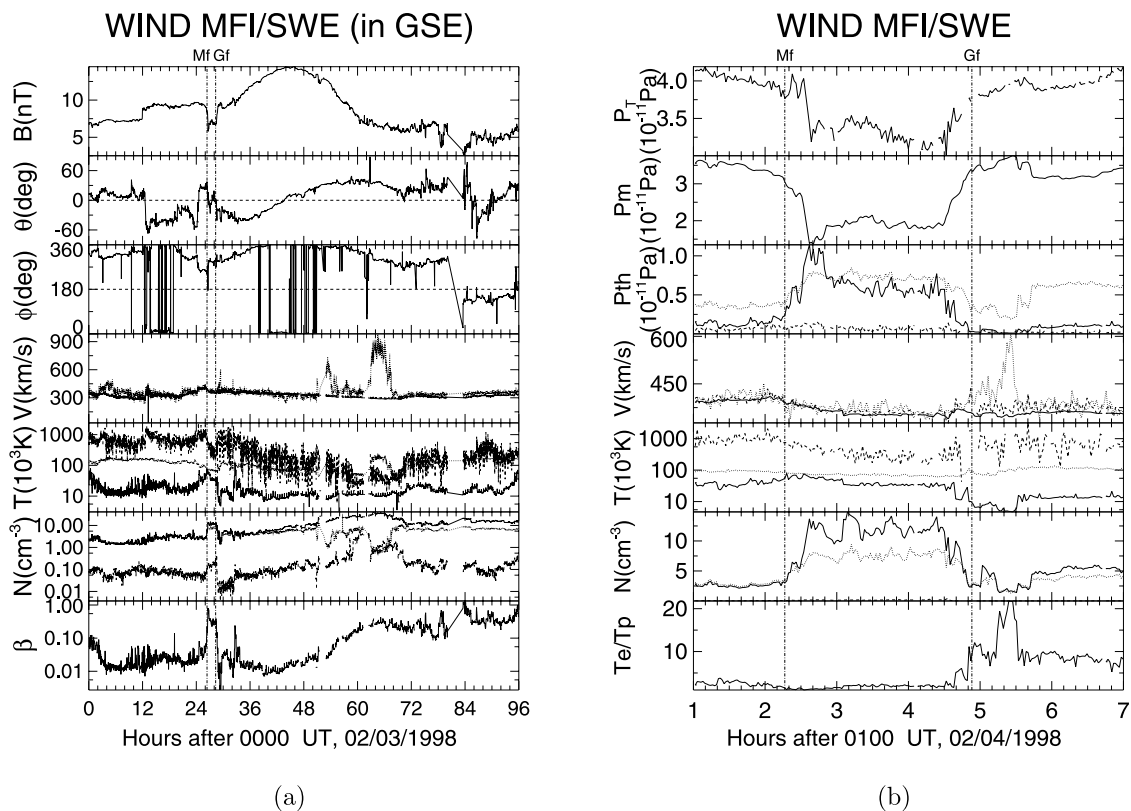 WIND MFI/SWE (in GSE)
Mf Gf
B(nT)
10
5
θ(deg)
60
0
-60
ϕ(deg)
360
180
0
V(km/s)
900
600
300
T(10³K)
1000
100
10
N(cm⁻³)
10.00
1.00
0.10
0.01
β
1.00
0.10
0.01
0 12 24 36 48 60 72 84 96
Hours after 0000 UT, 02/03/1998
(a)
WIND MFI/SWE
Mf Gf
P_T
(10⁻¹¹Pa)
4.0
3.5
Pm
(10⁻¹¹Pa)
3
2
Pth
(10⁻¹¹Pa)
1.0
0.5
0.0
V(km/s)
600
450
T(10³K)
1000
100
10
N(cm⁻³)
10
5
Te/Tp
20
10
1 2 3 4 5 6 7
Hours after 0100 UT, 02/04/1998
(b)